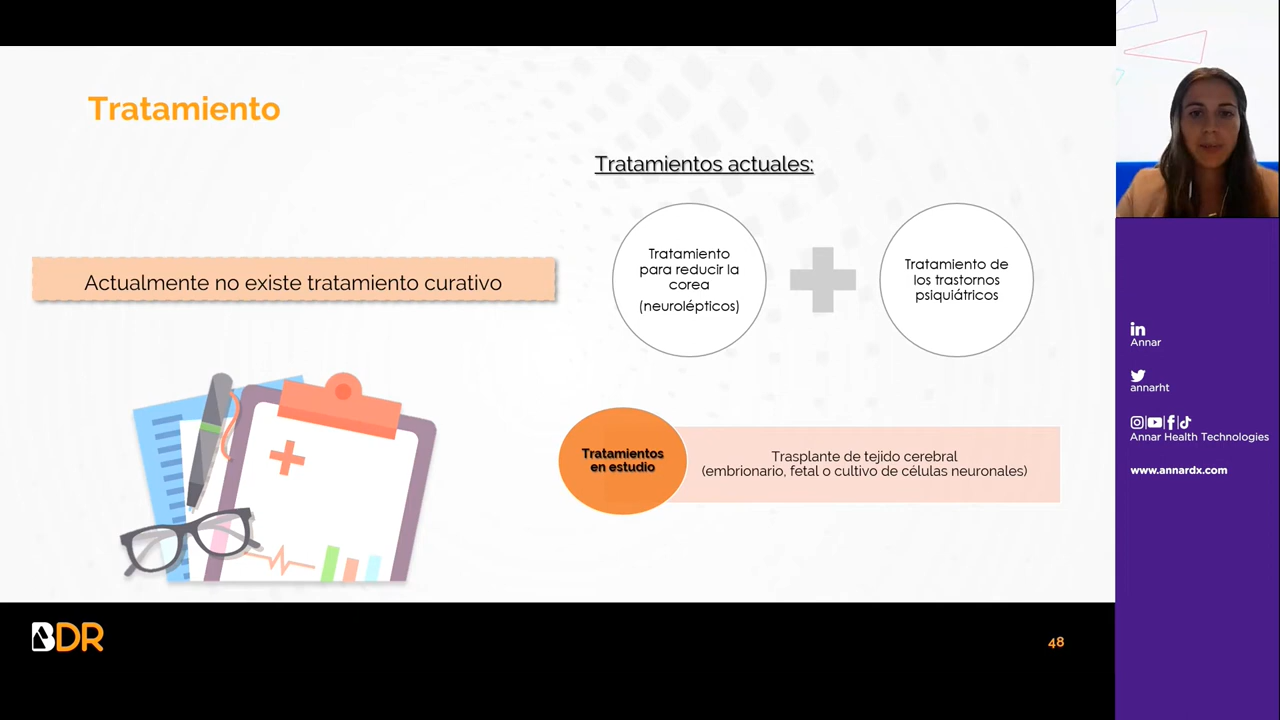 Tratamiento
Tratamientos actuales:
Tratamiento
para reducir la
corea
(neurolépticos)
Tratamiento de
los trastornos
psiquiátricos
Actualmente no existe tratamiento curativo
Tratamientos
en estudio
Trasplante de tejido cerebral
(embrionario, fetal o cultivo de células neuronales)
BDR
48
in
Annar
annarht
Annar Health Technologies
www.annardx.com